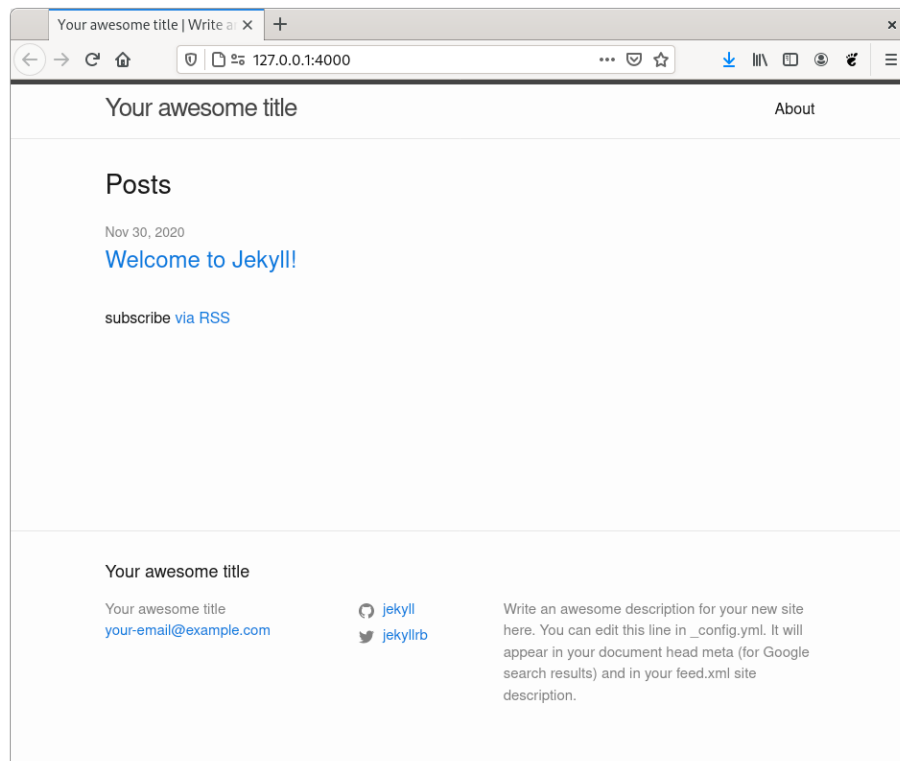 Your awesome title | Write a
127.0.0.1:4000
Your awesome title
About
Posts
Nov 30, 2020
Welcome to Jekyll!
subscribe via RSS
Your awesome title
Your awesome title
your-email@example.com
jekyll
jekyllrb
Write an awesome description for your new site
here. You can edit this line in _config.yml. It will
appear in your document head meta (for Google
search results) and in your feed.xml site
description.